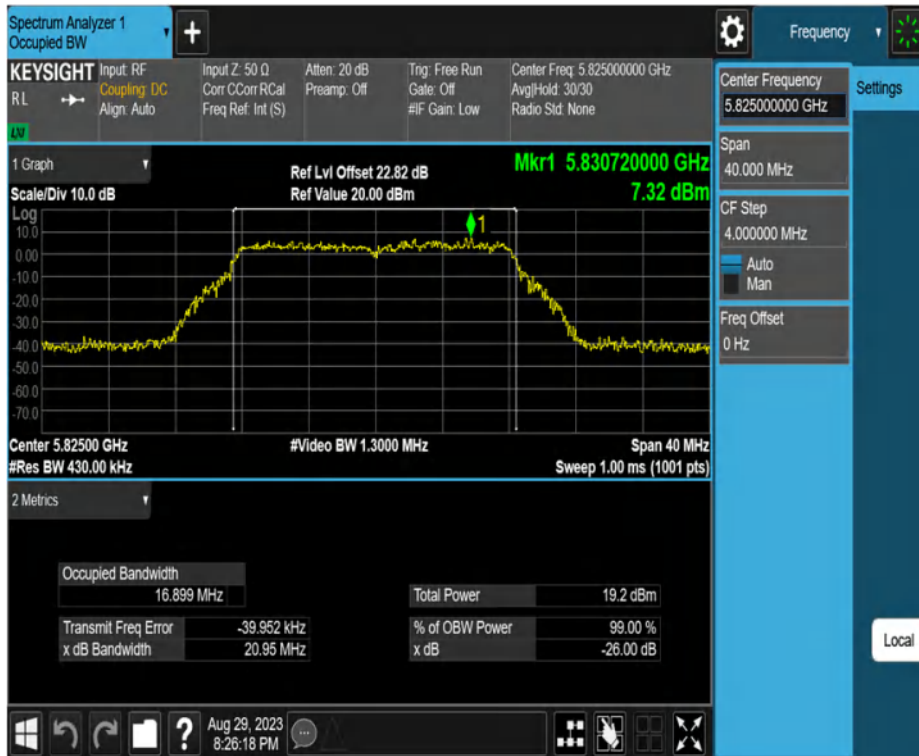 Spectrum Analyzer 1
Occupied BW
+
Frequency
KEYSIGHT
RL
LXI
Input: RF
Coupling: DC
Align: Auto
Input Z: 50 Ω
Corr CCorr RCal
Freq Ref: Int (S)
Atten: 20 dB
Preamp: Off
Trig: Free Run
Gate: Off
#IF Gain: Low
Center Freq: 5.825000000 GHz
Avg|Hold: 30/30
Radio Std: None
Center Frequency
5.825000000 GHz
Settings
Span
40.000 MHz
CF Step
4.000000 MHz
Auto
Man
Freq Offset
0 Hz
1 Graph
Scale/Div 10.0 dB
Ref Lvl Offset 22.82 dB
Ref Value 20.00 dBm
Mkr1 5.830720000 GHz
7.32 dBm
Log
10.0
0.00
-10.0
-20.0
-30.0
-40.0
-50.0
-60.0
-70.0
1
Center 5.82500 GHz
#Video BW 1.3000 MHz
Span 40 MHz
#Res BW 430.00 kHz
Sweep 1.00 ms (1001 pts)
2 Metrics
Occupied Bandwidth
16.899 MHz
Total Power 19.2 dBm
Transmit Freq Error -39.952 kHz
% of OBW Power 99.00 %
x dB Bandwidth 20.95 MHz
x dB -26.00 dB
Local
?
Aug 29, 2023
8:26:18 PM